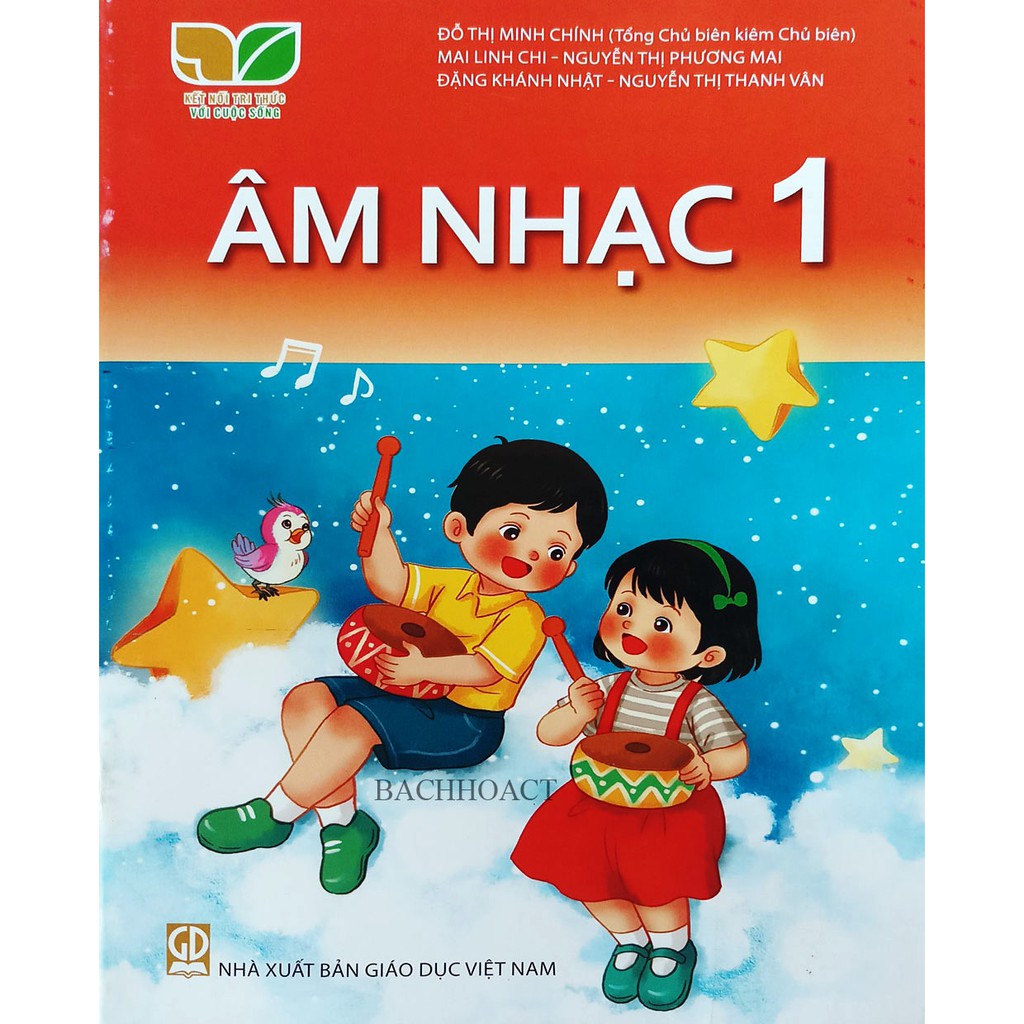 ĐỖ THỊ MINH CHÍNH (Tổng Chủ biên kiêm Chủ biên)
MAI LINH CHI – NGUYỄN THỊ PHƯƠNG MAI
ĐẶNG KHÁNH NHẬT – NGUYỄN THỊ THANH VÂN
KẾT NỐI TRI THỨC
VỚI CUỘC SỐNG
ÂM NHẠC 1
BACHHOACT
GD
NHÀ XUẤT BẢN GIÁO DỤC VIỆT NAM